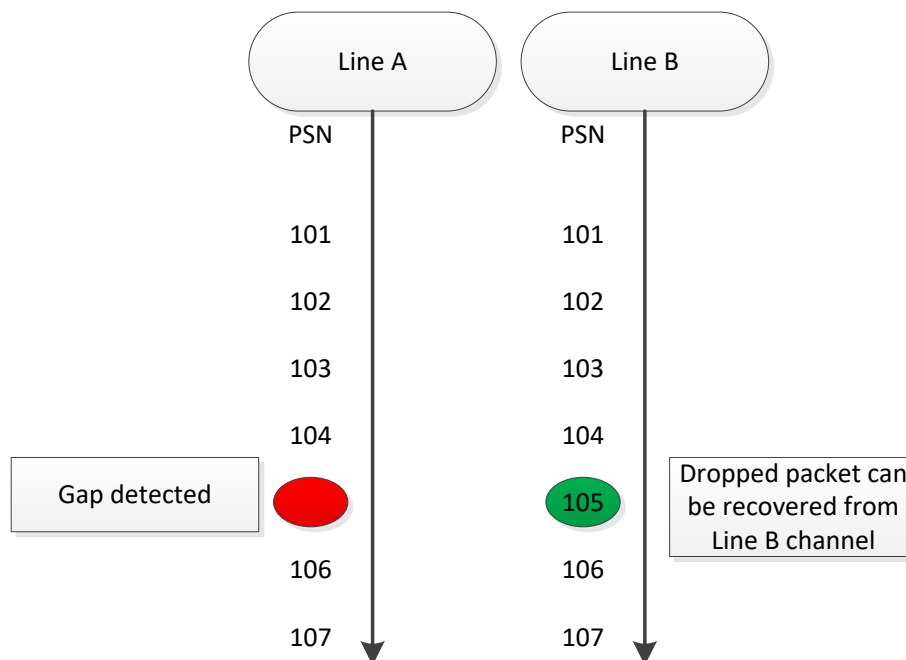 Line A
Line B
PSN
PSN
101
101
102
102
103
103
104
104
Gap detected
105
Dropped packet can
be recovered from
Line B channel
106
106
107
107